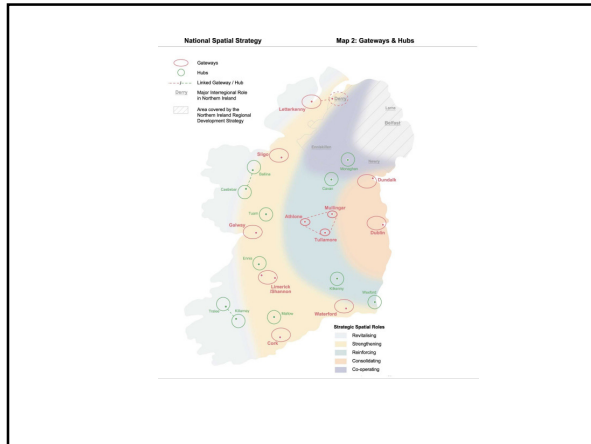 National Spatial Strategy
Map 2: Gateways & Hubs
Gateways
Hubs
Linked Gateway / Hub
Derry
Major Interregional Role
in Northern Ireland
Area covered by the
Northern Ireland Regional
Development Strategy
Letterkenny
Derry
Larne
Belfast
Sligo
Ballina
Monaghan
Newry
Cavan
Dundalk
Castlebar
Tuam
Mullingar
Athlone
Galway
Tullamore
Dublin
Ennis
Limerick
/Shannon
Kilkenny
Wexford
Tralee
Killarney
Mallow
Waterford
Cork
Strategic Spatial Roles
Revitalising
Strengthening
Reinforcing
Consolidating
Co-operating